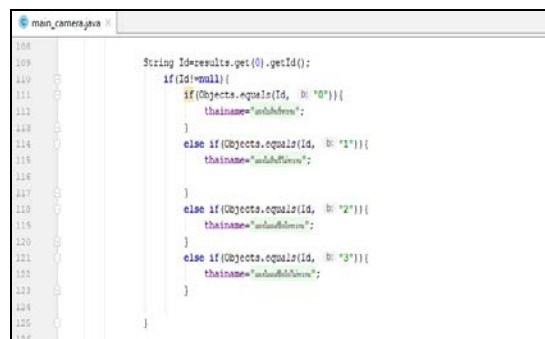 main_camera.java
108
109 String Id=results.get(0).getId();
110 if(Id!=null){
111 if(Objects.equals(Id, b: "0")){
112 thainame="";
113 }
114 else if(Objects.equals(Id, b: "1")){
115 thainame="";
116
117 }
118 else if(Objects.equals(Id, b: "2")){
119 thainame="";
120 }
121 else if(Objects.equals(Id, b: "3")){
122 thainame="";
123 }
124
125 }